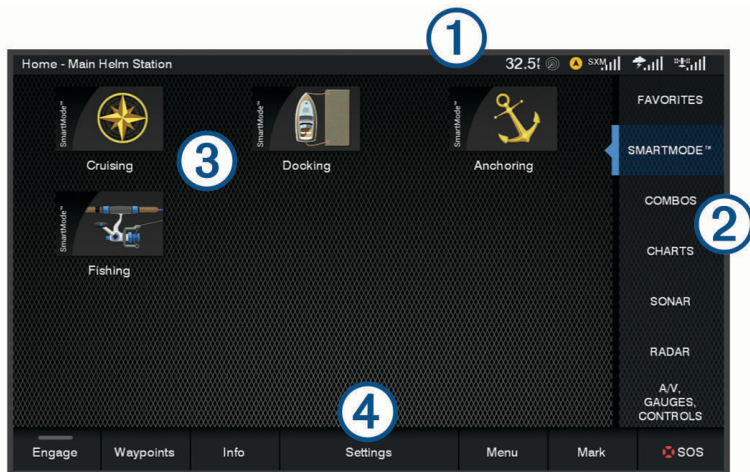 1
Home - Main Helm Station
32.5ft
SXM
FAVORITES
SmartMode™
SmartMode™
SmartMode™
Cruising
Docking
Anchoring
3
SMARTMODE™
SmartMode™
Fishing
COMBOS
2
CHARTS
SONAR
RADAR
A/V,
GAUGES,
CONTROLS
4
Engage
Waypoints
Info
Settings
Menu
Mark
SOS